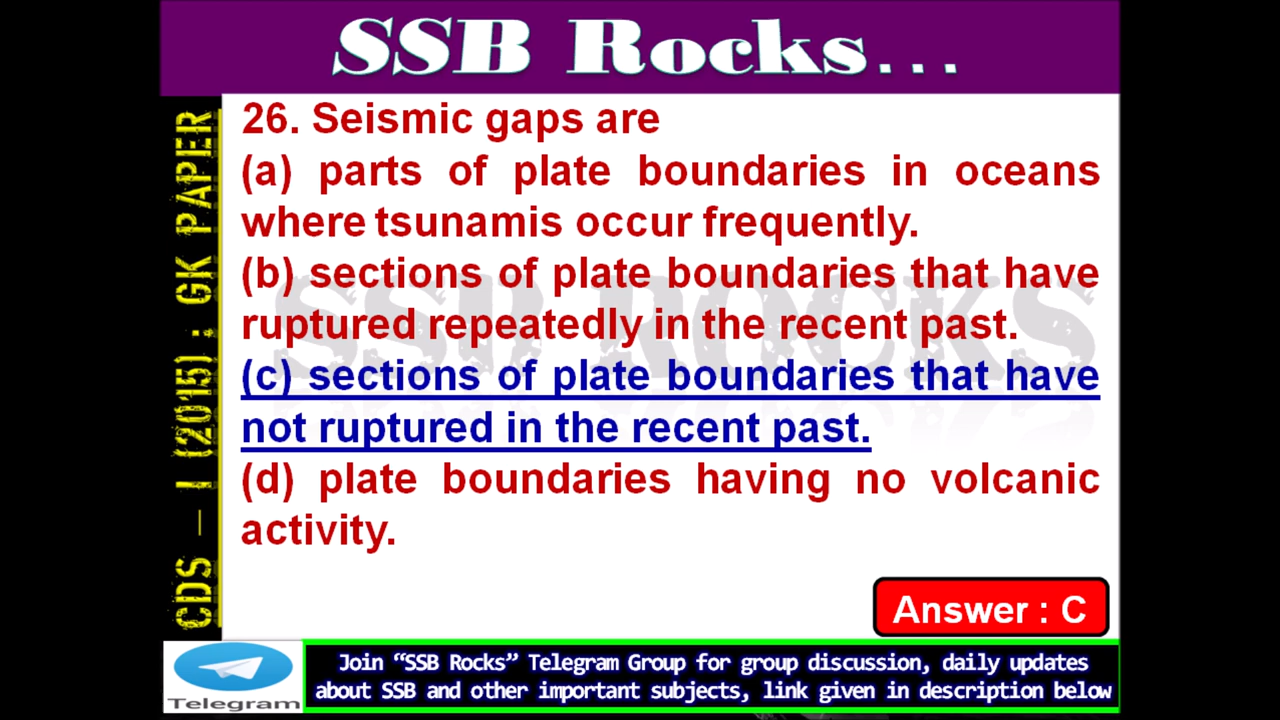 SSB Rocks...
CDS – I (2015) : GK PAPER
26. Seismic gaps are
(a) parts of plate boundaries in oceans
where tsunamis occur frequently.
(b) sections of plate boundaries that have
ruptured repeatedly in the recent past.
(c) sections of plate boundaries that have
not ruptured in the recent past.
(d) plate boundaries having no volcanic
activity.
SSB ROCKS
Answer : C
Telegram
Join “SSB Rocks” Telegram Group for group discussion, daily updates
about SSB and other important subjects, link given in description below